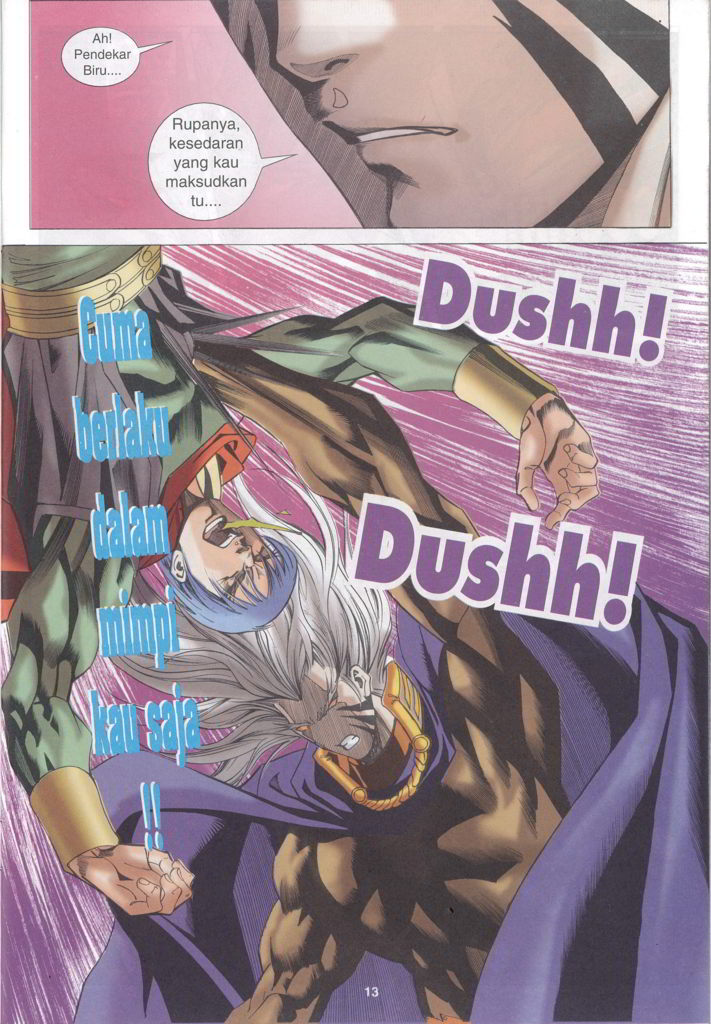 Ah!
Pendekar
Biru....
Rupanya,
kesedaran
yang kau
maksudkan
tu....
Dushh!
Cuma
berlaku
dalam
mimpi
kau saja
!!
Dushh!
13